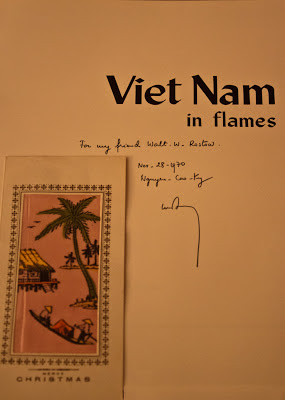 Viet Nam
in flames
For my friend Walt. W. Rostow.
Nov. 28-1970
Nguyen-Cao-Ky
MERRY
CHRISTMAS